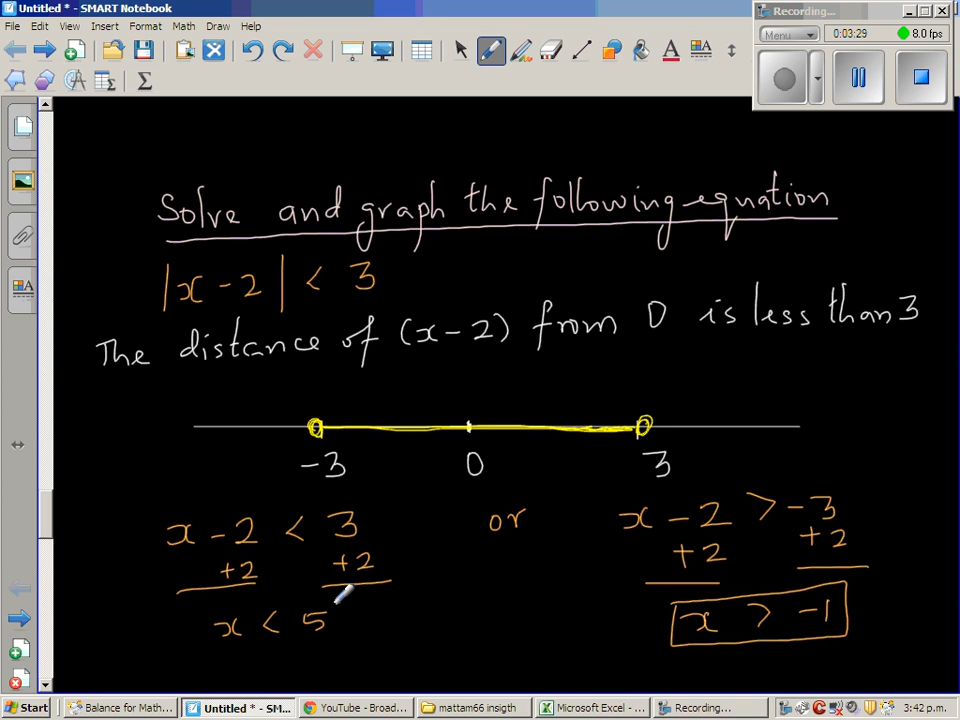 Untitled * - SMART Notebook
Recording...
File Edit View Insert Format Math Draw Help
Menu 0:03:29 8.0 fps
Solve and graph the following equation
|x-2| < 3
The distance of (x-2) from 0 is less than 3
-3 0 3
x-2 < 3 or x-2 > -3
+2 +2 +2 +2
x < 5 x > -1
Start Balance for Math... Untitled * - SM... YouTube - Broad... mattam66 insigth Microsoft Excel - ... Recording... 3:42 p.m.